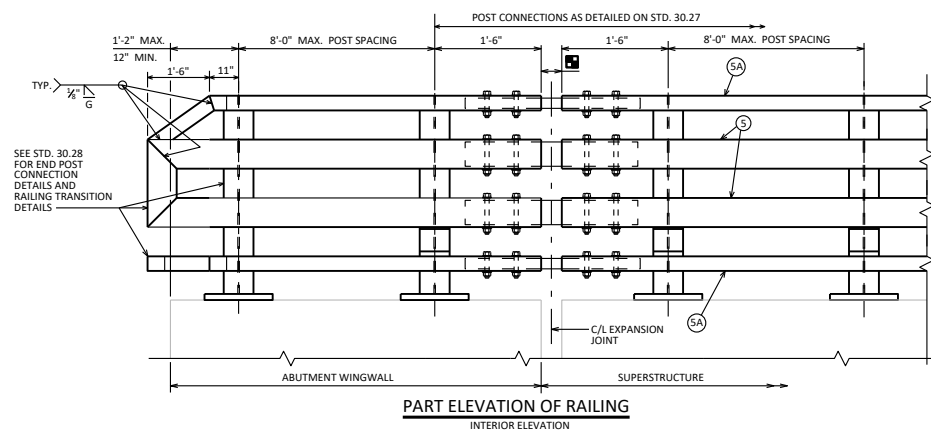 POST CONNECTIONS AS DETAILED ON STD. 30.27
1'-2" MAX.
12" MIN.
8'-0" MAX. POST SPACING
1'-6"
1'-6"
8'-0" MAX. POST SPACING
1'-6"
11"
5A
TYP.
1/8"
G
5
SEE STD. 30.28
FOR END POST
CONNECTION
DETAILS AND
RAILING TRANSITION
DETAILS
5A
C/L EXPANSION
JOINT
ABUTMENT WINGWALL
SUPERSTRUCTURE
PART ELEVATION OF RAILING
INTERIOR ELEVATION